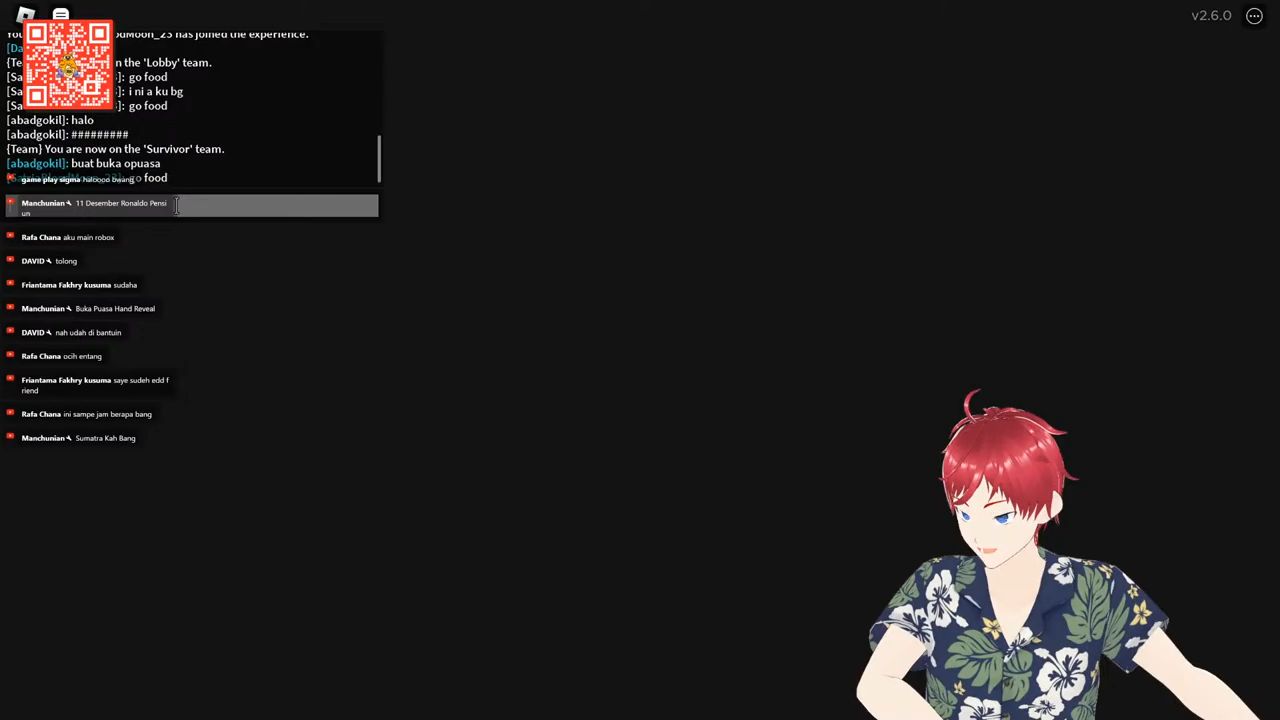 v2.6.0
has joined the experience.
the 'Lobby' team.
go food
i ni a ku bg
go food
[abadgokil]: halo
[abadgokil]: #########
{Team} You are now on the 'Survivor' team.
[abadgokil]: buat buka opuasa
go food
game play sigma haloooo bwang
Manchunian 11 Desember Ronaldo Pensi
un
Rafa Chana aku main robox
DAVID tolong
Friantama Fakhry kusuma sudaha
Manchunian Buka Puasa Hand Reveal
DAVID nah udah di bantuin
Rafa Chana ocih entang
Friantama Fakhry kusuma saye sudeh edd f
riend
Rafa Chana ini sampe jam berapa bang
Manchunian Sumatra Kah Bang